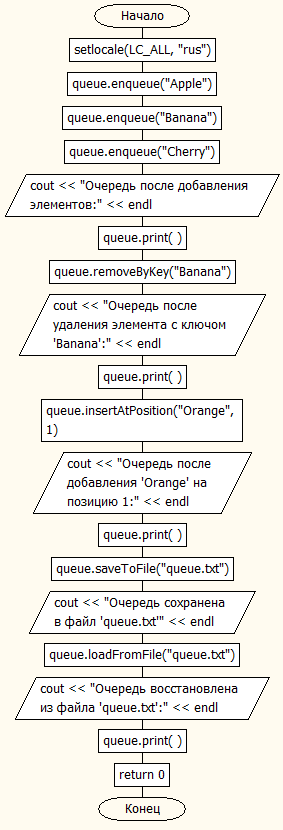 Начало
setlocale(LC_ALL, "rus")
queue.enqueue("Apple")
queue.enqueue("Banana")
queue.enqueue("Cherry")
cout << "Очередь после добавления
элементов:" << endl
queue.print( )
queue.removeByKey("Banana")
cout << "Очередь после
удаления элемента с ключом
'Banana':" << endl
queue.print( )
queue.insertAtPosition("Orange",
1)
cout << "Очередь после
добавления 'Orange' на
позицию 1:" << endl
queue.print( )
queue.saveToFile("queue.txt")
cout << "Очередь сохранена
в файл 'queue.txt'" << endl
queue.loadFromFile("queue.txt")
cout << "Очередь восстановлена
из файла 'queue.txt':" << endl
queue.print( )
return 0
Конец